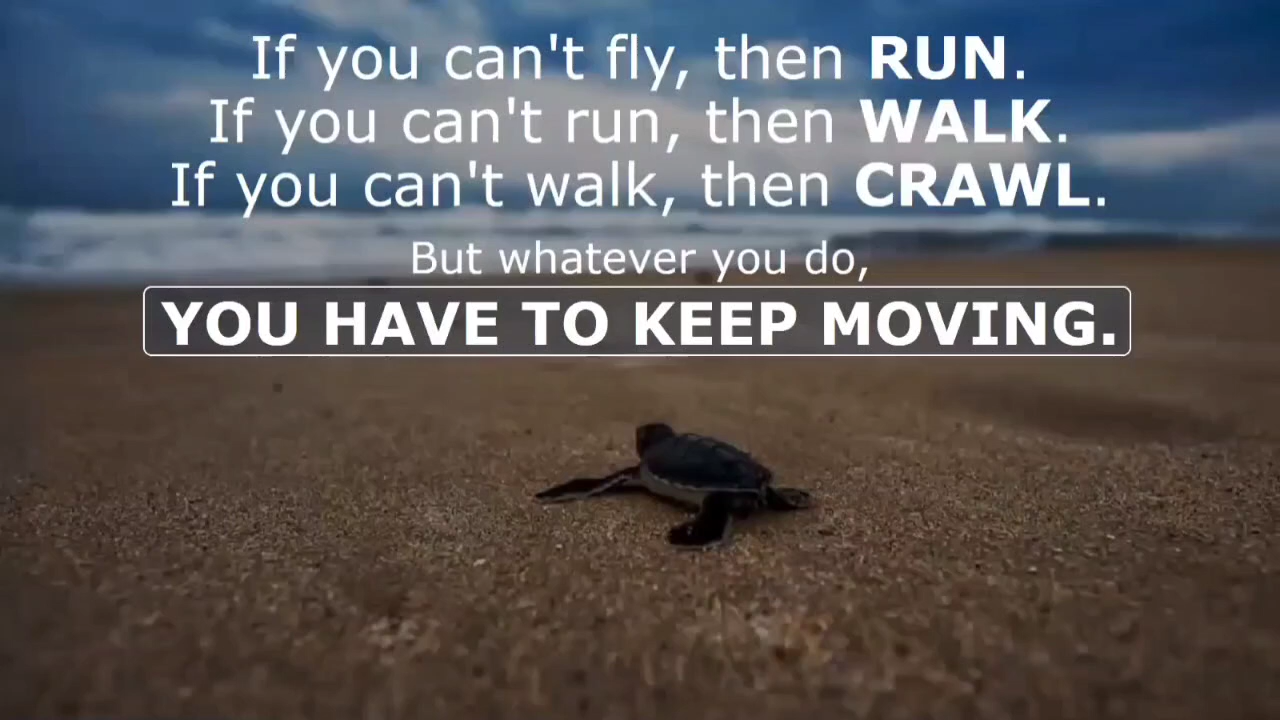 If you can't fly, then RUN.
If you can't run, then WALK.
If you can't walk, then CRAWL.
But whatever you do,
YOU HAVE TO KEEP MOVING.